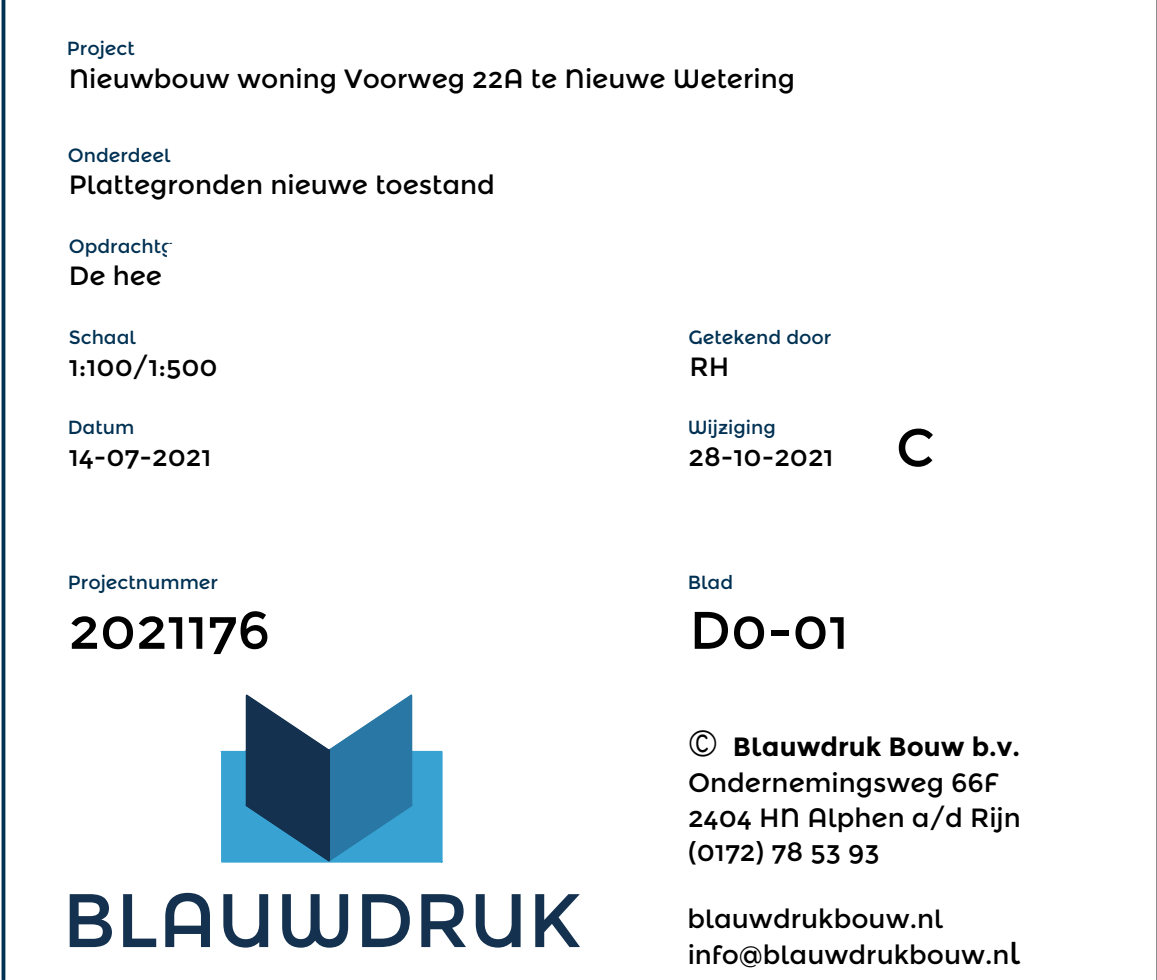 Project
Nieuwbouw woning Voorweg 22A te Nieuwe Wetering
Onderdeel
Plattegronden nieuwe toestand
De hee
Schaal
1:100/1:500
Getekend door
RH
Datum
14-07-2021
Wijziging
28-10-2021 C
Projectnummer
2021176
Blad
D0-01
BLAUWDRUK
© Blauwdruk Bouw b.v.
Ondernemingsweg 66F
2404 HN Alphen a/d Rijn
(0172) 78 53 93
blauwdrukbouw.nl
info@blauwdrukbouw.nl